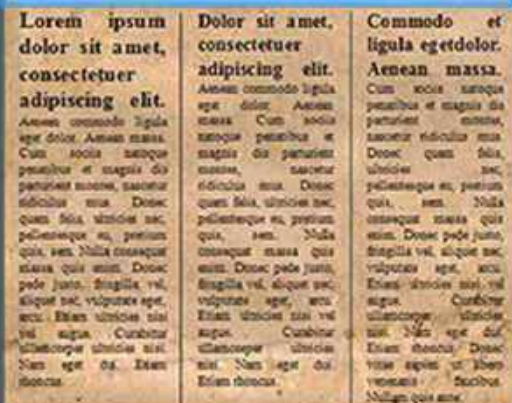 Lorem ipsum
dolor sit amet,
consectetuer
adipiscing elit.
Aenean commodo ligula
eget dolor. Aenean massa.
Cum sociis natoque
penatibus et magnis dis
parturient montes, nascetur
ridiculus mus. Donec
quam felis, ultricies nec,
pellentesque eu, pretium
quis, sem. Nulla consequat
massa quis enim. Donec
pede justo, fringilla vel,
aliquet nec, vulputate eget,
arcu. Etiam ultricies nisi
vel augue. Curabitur
ullamcorper ultricies nisi.
Nam eget dui. Etiam
rhoncus.
Dolor sit amet,
consectetuer
adipiscing elit.
Aenean commodo ligula
eget dolor. Aenean
massa. Cum sociis
natoque penatibus et
magnis dis parturient
montes, nascetur
ridiculus mus. Donec
quam felis, ultricies nec,
pellentesque eu, pretium
quis, sem. Nulla
consequat massa quis
enim. Donec pede justo,
fringilla vel, aliquet nec,
vulputate eget, arcu.
Etiam ultricies nisi vel
augue. Curabitur
ullamcorper ultricies
nisi. Nam eget dui.
Etiam rhoncus.
Commodo et
ligula egetdolor.
Aenean massa.
Cum sociis natoque
penatibus et magnis dis
parturient montes,
nascetur ridiculus mus.
Donec quam felis,
ultricies nec,
pellentesque eu, pretium
quis, sem. Nulla
consequat massa quis
enim. Donec pede justo,
fringilla vel, aliquet nec,
vulputate eget, arcu.
Etiam ultricies nisi vel
augue. Curabitur
ullamcorper ultricies
nisi. Nam eget dui.
Etiam rhoncus. Donec
vitae sapien ut libero
venenatis faucibus.
Nullam quis ante.